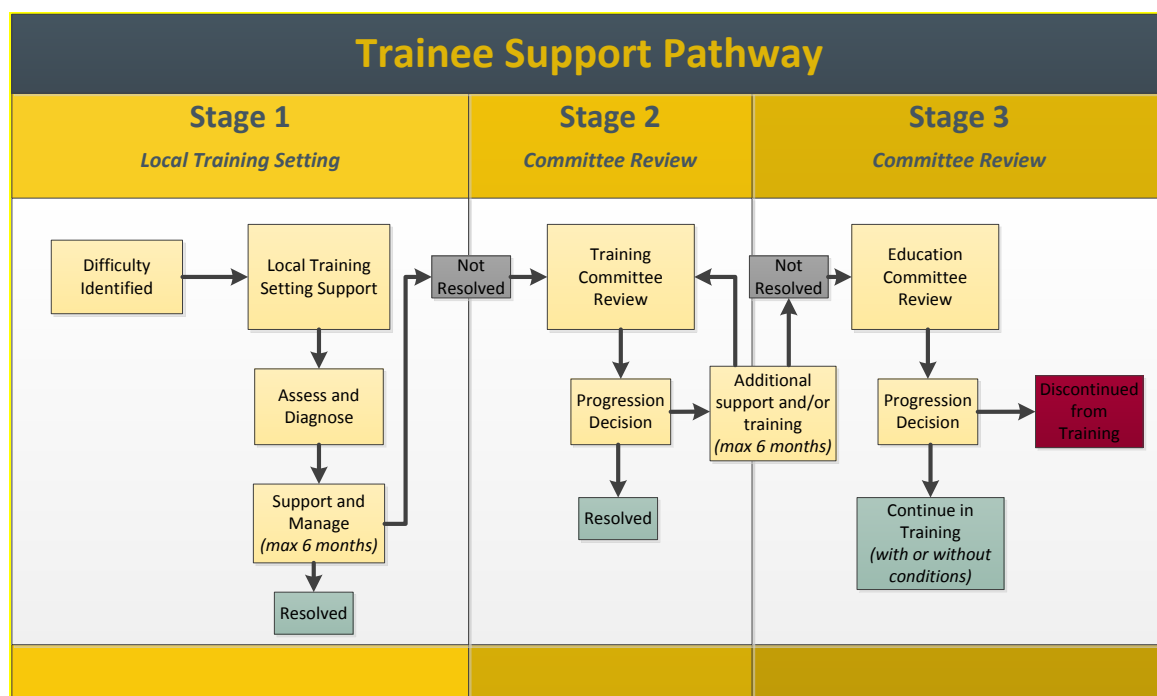 Trainee Support Pathway
Stage 1
Local Training Setting
Stage 2
Committee Review
Stage 3
Committee Review
Difficulty
Identified
Local Training
Setting Support
Assess and
Diagnose
Support and
Manage
(max 6 months)
Resolved
Not
Resolved
Training
Committee
Review
Progression
Decision
Resolved
Additional
support and/or
training
(max 6 months)
Not
Resolved
Education
Committee
Review
Progression
Decision
Discontinued
from
Training
Continue in
Training
(with or without
conditions)